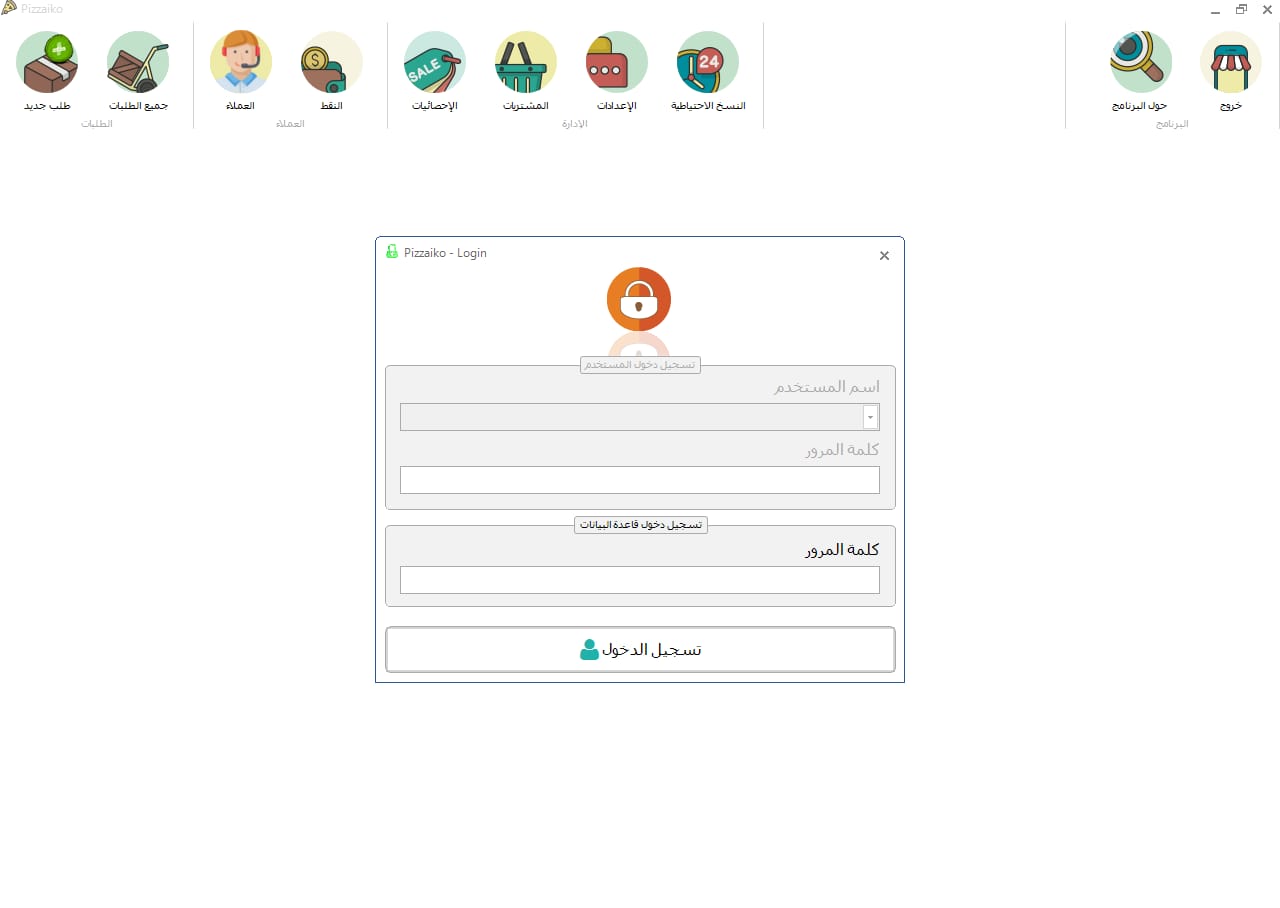 Pizzaiko
SALE
24
طلب جديد
جميع الطلبات
العملاء
النقط
الإحصائيات
المشتريات
الإعدادات
النسخ الاحتياطية
حول البرنامج
خروج
الطلبات
العملاء
الإدارة
البرنامج
Pizzaiko - Login
تسجيل دخول المستخدم
اسم المستخدم
كلمة المرور
تسجيل دخول قاعدة البيانات
كلمة المرور
تسجيل الدخول